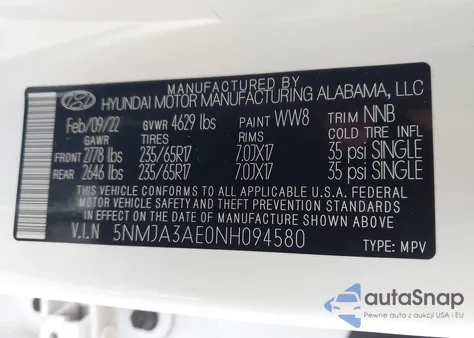 MANUFACTURED BY
HYUNDAI MOTOR MANUFACTURING ALABAMA, LLC
Feb/09/22 GVWR 4629 lbs PAINT WW8 TRIM NNB
GAWR TIRES RIMS COLD TIRE INFL
FRONT 2778 lbs 235/65R17 7.0JX17 35 psi SINGLE
REAR 2646 lbs 235/65R17 7.0JX17 35 psi SINGLE
THIS VEHICLE CONFORMS TO ALL APPLICABLE U.S.A. FEDERAL
MOTOR VEHICLE SAFETY AND THEFT PREVENTION STANDARDS
IN EFFECT ON THE DATE OF MANUFACTURE SHOWN ABOVE.
V.I.N 5NMJA3AE0NH094580 TYPE: MPV
autoSnap
Pewne auta z aukcji USA i EU